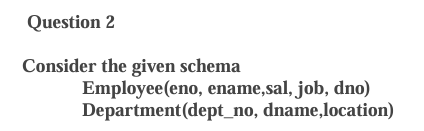 Question 2
Consider the given schema
Employee(eno, ename,sal, job, dno)
Department(dept_no, dname,location)